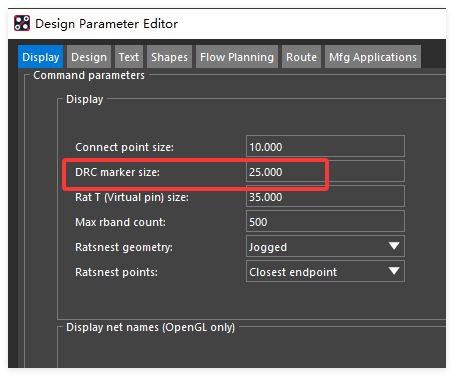 Design Parameter Editor
Display Design Text Shapes Flow Planning Route Mfg Applications
Command parameters
Display
Connect point size: 10.000
DRC marker size: 25.000
Rat T (Virtual pin) size: 35.000
Max rband count: 500
Ratsnest geometry: Jogged
Ratsnest points: Closest endpoint
Display net names (OpenGL only)